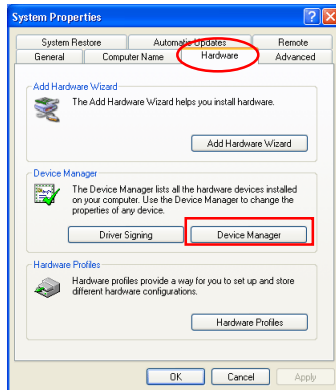 System Properties
System Restore Automatic Updates Remote
General Computer Name Hardware Advanced
Add Hardware Wizard
The Add Hardware Wizard helps you install hardware.
Add Hardware Wizard
Device Manager
The Device Manager lists all the hardware devices installed
on your computer. Use the Device Manager to change the
properties of any device.
Driver Signing Device Manager
Hardware Profiles
Hardware profiles provide a way for you to set up and store
different hardware configurations.
Hardware Profiles
OK Cancel Apply